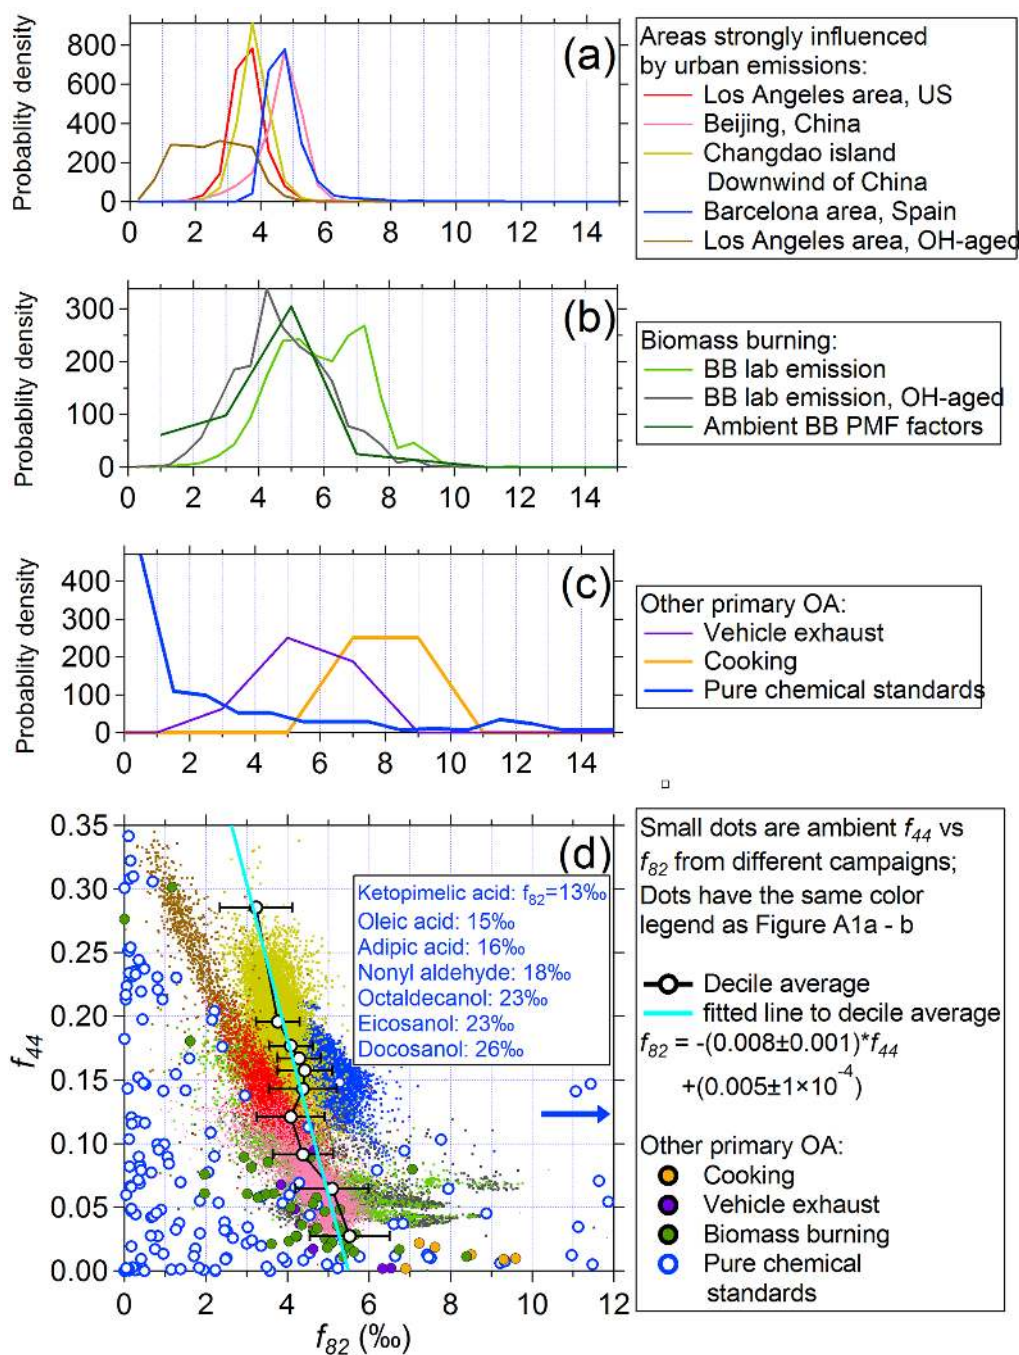 Probablity density
800
600
400
200
0
(a)
0 2 4 6 8 10 12 14
Areas strongly influenced
by urban emissions:
Los Angeles area, US
Beijing, China
Changdao island
Downwind of China
Barcelona area, Spain
Los Angeles area, OH-aged
Probablity density
300
200
100
0
(b)
0 2 4 6 8 10 12 14
Biomass burning:
BB lab emission
BB lab emission, OH-aged
Ambient BB PMF factors
Probablity density
400
300
200
100
0
(c)
0 2 4 6 8 10 12 14
Other primary OA:
Vehicle exhaust
Cooking
Pure chemical standards
f44
0.35
0.30
0.25
0.20
0.15
0.10
0.05
0.00
(d)
Ketopimelic acid: f82=13‰
Oleic acid: 15‰
Adipic acid: 16‰
Nonyl aldehyde: 18‰
Octaldecanol: 23‰
Eicosanol: 23‰
Docosanol: 26‰
0 2 4 6 8 10 12
f82 (‰)
Small dots are ambient f44 vs
f82 from different campaigns;
Dots have the same color
legend as Figure A1a - b
Decile average
fitted line to decile average
f82 = -(0.008±0.001)*f44
+(0.005±1×10-4)
Other primary OA:
Cooking
Vehicle exhaust
Biomass burning
Pure chemical
standards